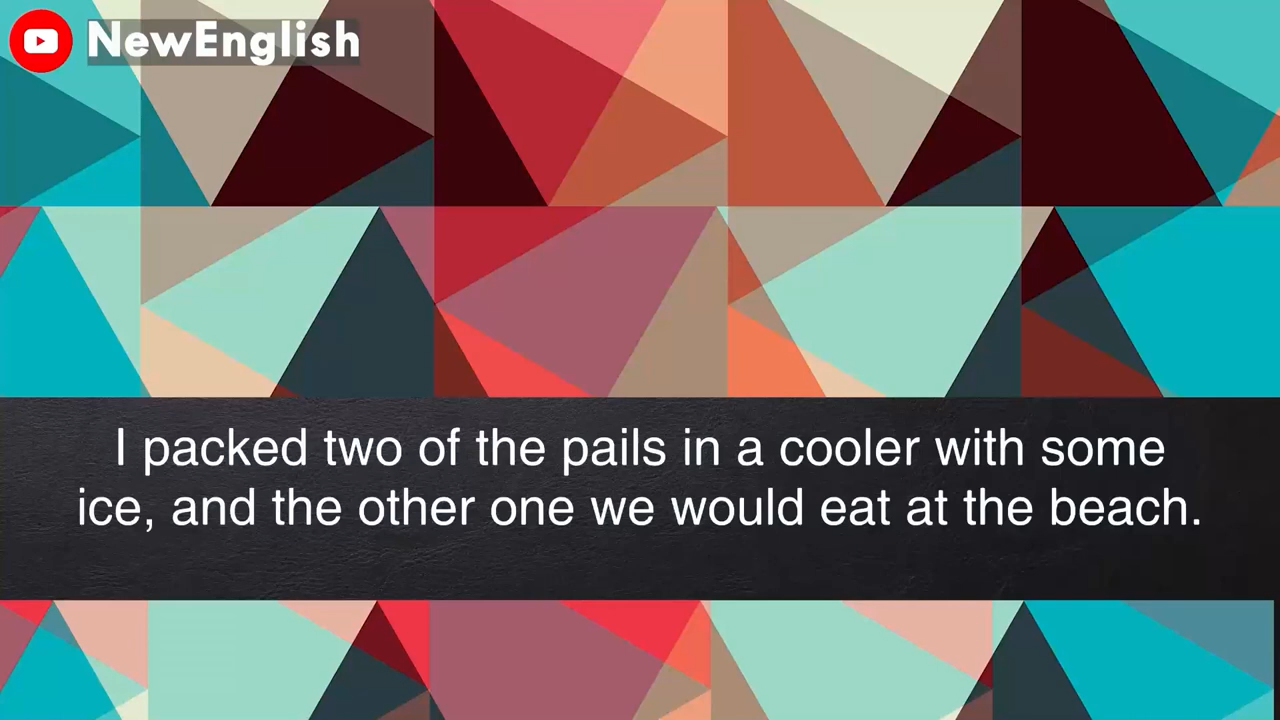 NewEnglish
I packed two of the pails in a cooler with some
ice, and the other one we would eat at the beach.